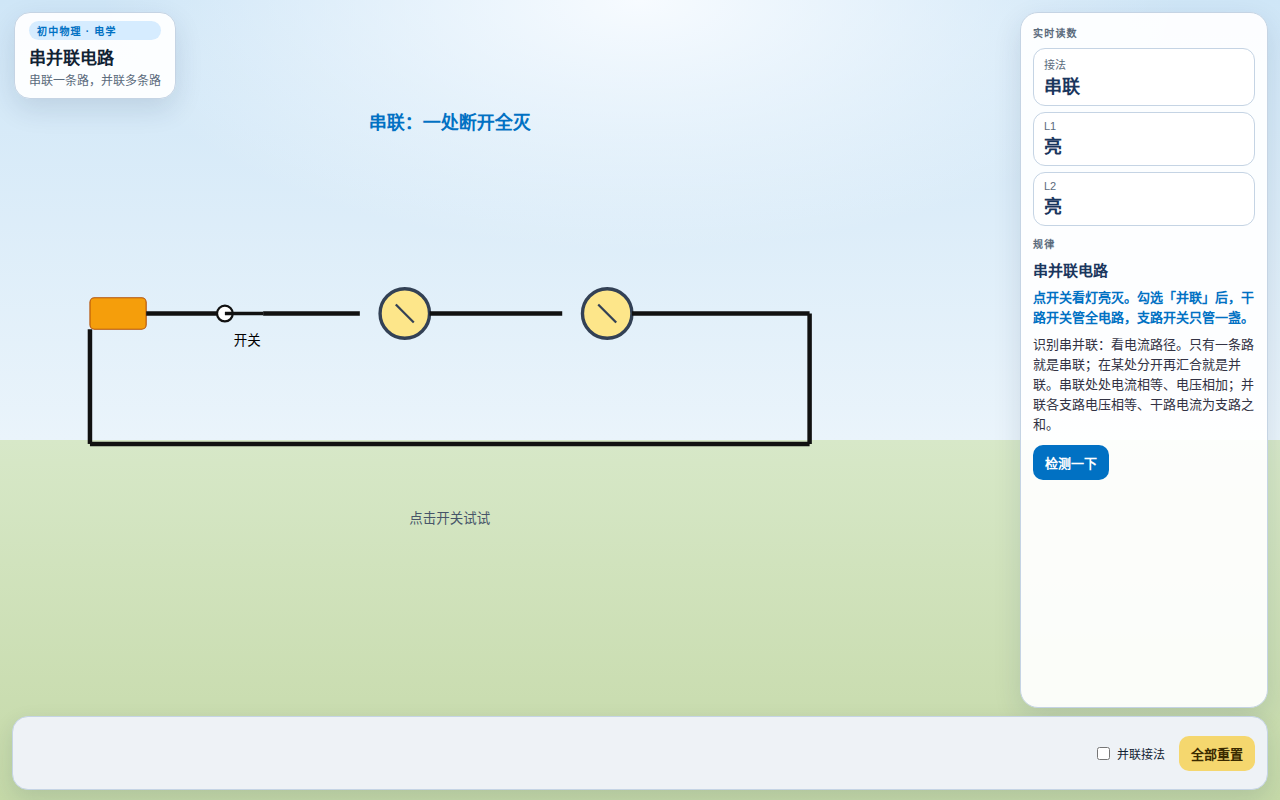 初中物理 · 电学
串并联电路
串联一条路，并联多条路
串联：一处断开全灭
开关
点击开关试试
实时读数
接法
串联
L1
亮
L2
亮
规律
串并联电路
点开关看灯亮灭。勾选「并联」后，干
路开关管全电路，支路开关只管一盏。
识别串并联：看电流路径。只有一条路
就是串联；在某处分开再汇合就是并
联。串联处处电流相等、电压相加；并
联各支路电压相等、干路电流为支路之
和。
检测一下
并联接法
全部重置